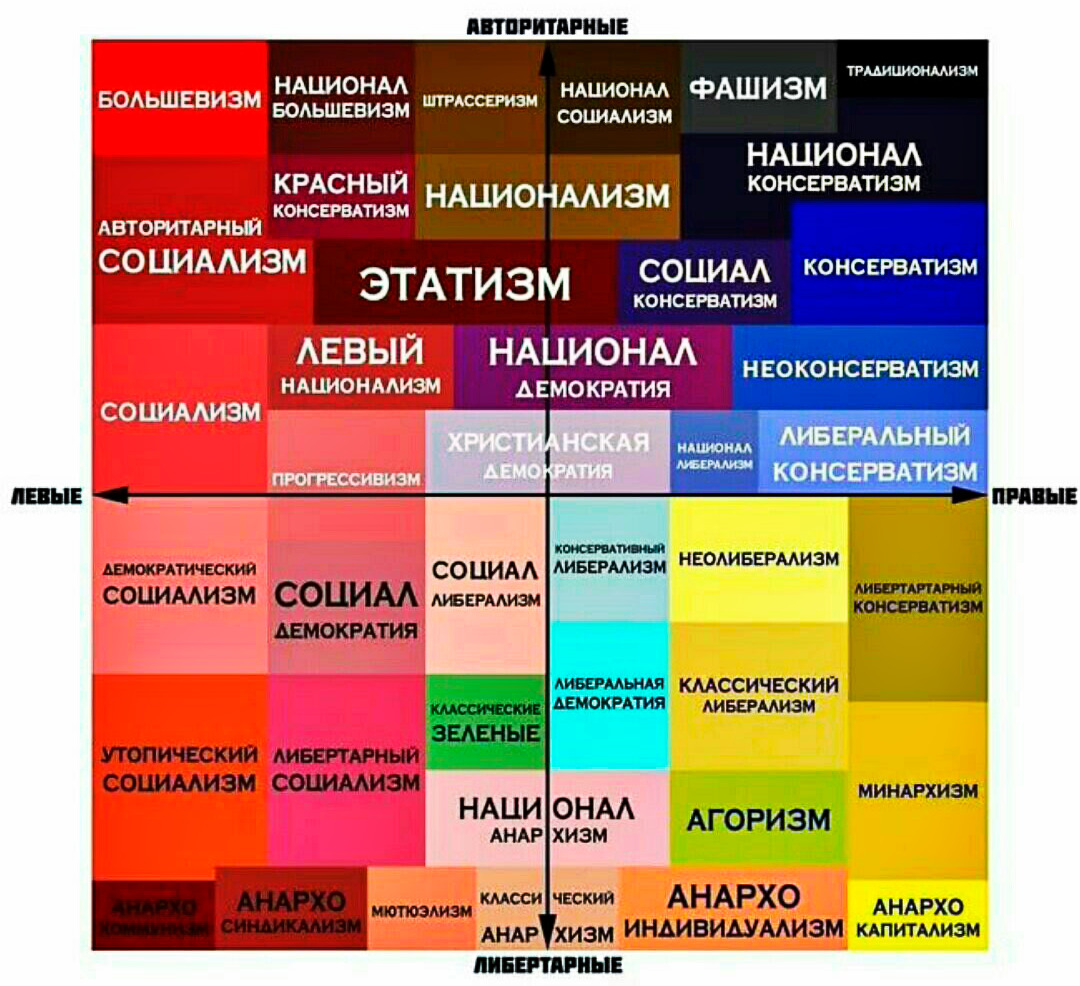 АВТОРИТАРНЫЕ
БОЛЬШЕВИЗМ
НАЦИОНАЛ
БОЛЬШЕВИЗМ
ШТРАССЕРИЗМ
НАЦИОНАЛ
СОЦИАЛИЗМ
ФАШИЗМ
ТРАДИЦИОНАЛИЗМ
НАЦИОНАЛ
КОНСЕРВАТИЗМ
КРАСНЫЙ
КОНСЕРВАТИЗМ
НАЦИОНАЛИЗМ
АВТОРИТАРНЫЙ
СОЦИАЛИЗМ
ЭТАТИЗМ
СОЦИАЛ
КОНСЕРВАТИЗМ
КОНСЕРВАТИЗМ
ЛЕВЫЙ
НАЦИОНАЛИЗМ
НАЦИОНАЛ
ДЕМОКРАТИЯ
НЕОКОНСЕРВАТИЗМ
СОЦИАЛИЗМ
ПРОГРЕССИВИЗМ
ХРИСТИАНСКАЯ
ДЕМОКРАТИЯ
НАЦИОНАЛ
ЛИБЕРАЛИЗМ
ЛИБЕРАЛЬНЫЙ
КОНСЕРВАТИЗМ
ЛЕВЫЕ
ПРАВЫЕ
ДЕМОКРАТИЧЕСКИЙ
СОЦИАЛИЗМ
СОЦИАЛ
ДЕМОКРАТИЯ
СОЦИАЛ
ЛИБЕРАЛИЗМ
КОНСЕРВАТИВНЫЙ
ЛИБЕРАЛИЗМ
НЕОЛИБЕРАЛИЗМ
ЛИБЕРТАРТАРНЫЙ
КОНСЕРВАТИЗМ
КЛАССИЧЕСКИЕ
ЗЕЛЕНЫЕ
ЛИБЕРАЛЬНАЯ
ДЕМОКРАТИЯ
КЛАССИЧЕСКИЙ
ЛИБЕРАЛИЗМ
УТОПИЧЕСКИЙ
СОЦИАЛИЗМ
ЛИБЕРТАРНЫЙ
СОЦИАЛИЗМ
НАЦИОНАЛ
АНАРХИЗМ
АГОРИЗМ
МИНАРХИЗМ
АНАРХО
КОММУНИЗМ
АНАРХО
СИНДИКАЛИЗМ
МЮТЮЭЛИЗМ
КЛАССИЧЕСКИЙ
АНАРХИЗМ
АНАРХО
ИНДИВИДУАЛИЗМ
АНАРХО
КАПИТАЛИЗМ
ЛИБЕРТАРНЫЕ